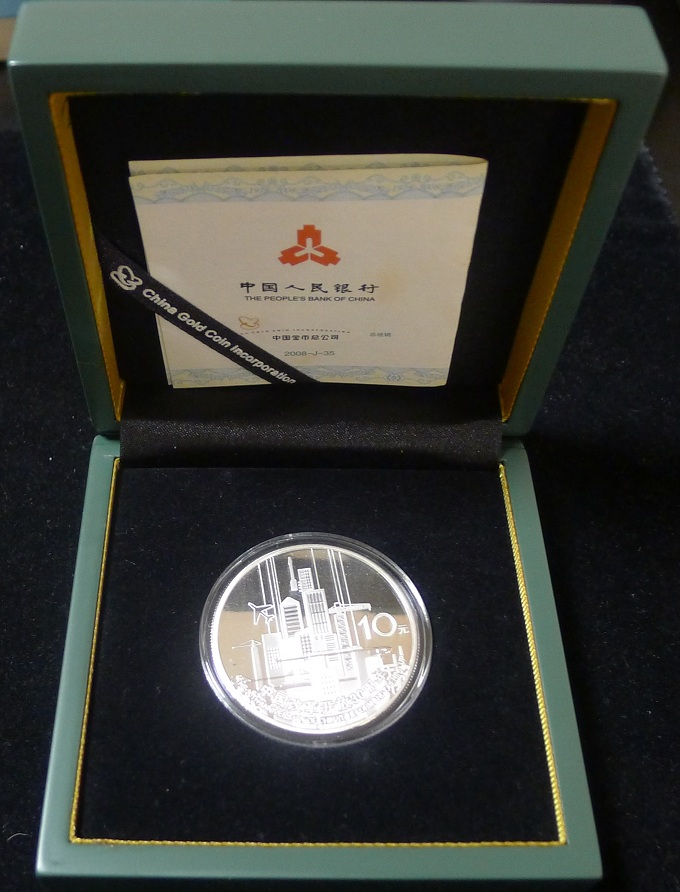 中国人民银行
THE PEOPLE'S BANK OF CHINA
中国金币总公司
2008-J-35
China Gold Coin Incorporation
10元